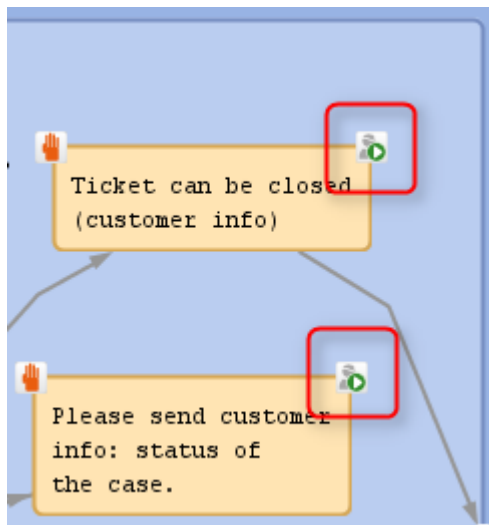 Ticket can be closed
(customer info)
Please send customer
info: status of
the case.